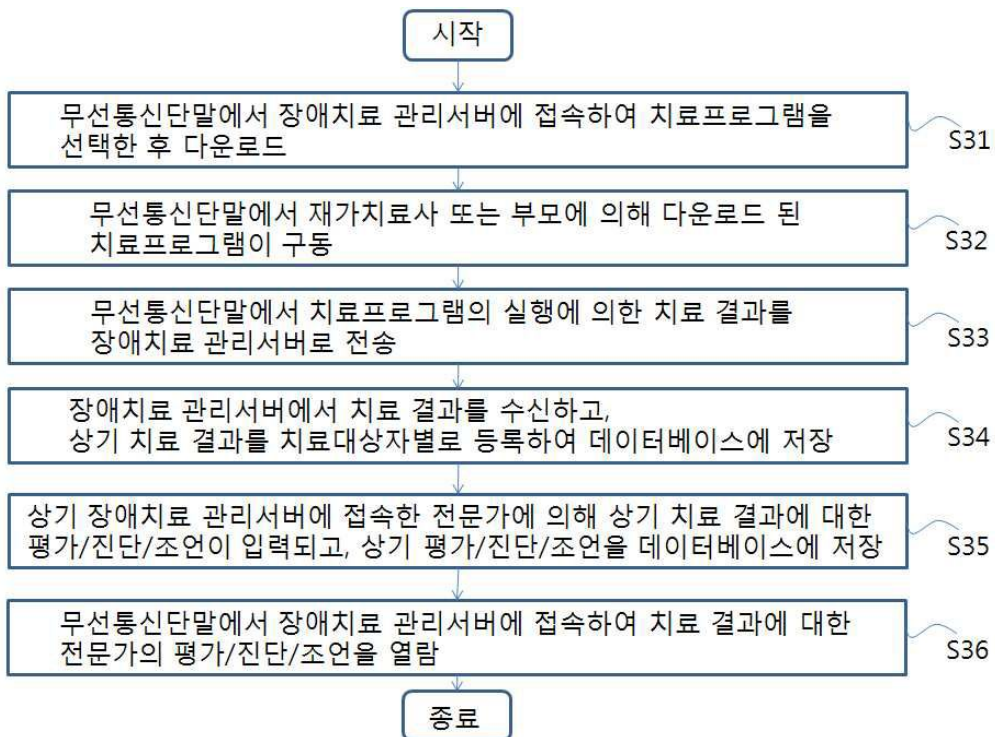 시작
무선통신단말에서 장애치료 관리서버에 접속하여 치료프로그램을
선택한 후 다운로드
S31
무선통신단말에서 재가치료사 또는 부모에 의해 다운로드 된
치료프로그램이 구동
S32
무선통신단말에서 치료프로그램의 실행에 의한 치료 결과를
장애치료 관리서버로 전송
S33
장애치료 관리서버에서 치료 결과를 수신하고,
상기 치료 결과를 치료대상자별로 등록하여 데이터베이스에 저장
S34
상기 장애치료 관리서버에 접속한 전문가에 의해 상기 치료 결과에 대한
평가/진단/조언이 입력되고, 상기 평가/진단/조언을 데이터베이스에 저장
S35
무선통신단말에서 장애치료 관리서버에 접속하여 치료 결과에 대한
전문가의 평가/진단/조언을 열람
S36
종료